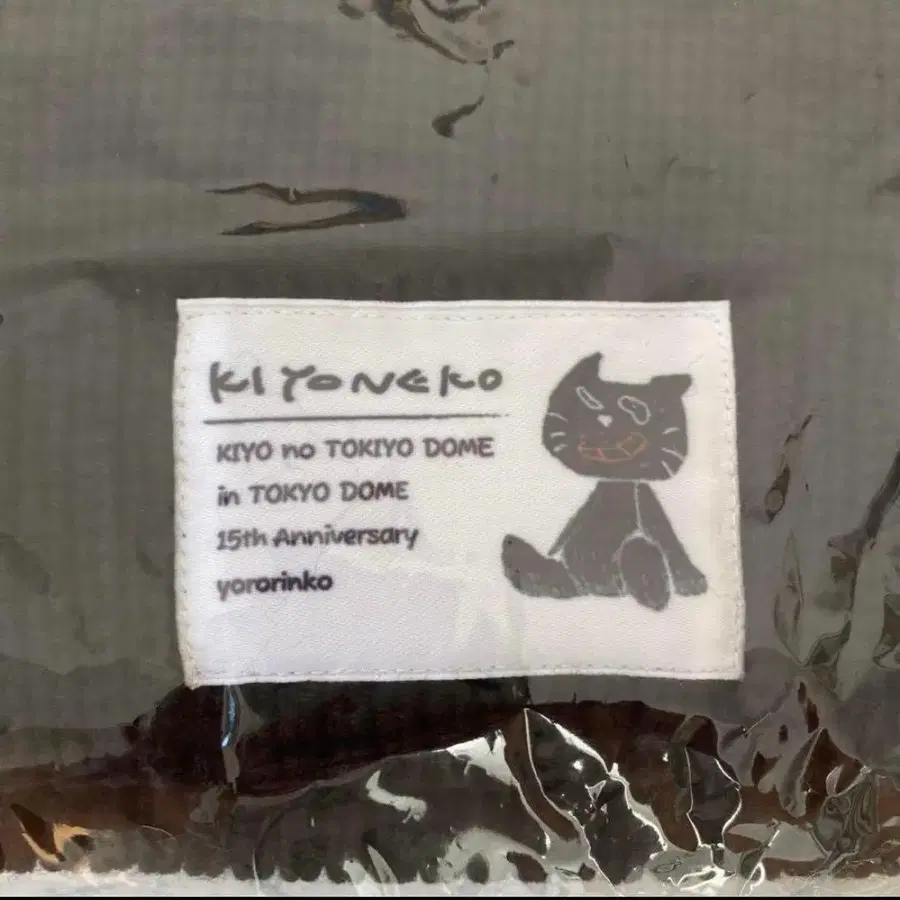 KIYONEKO
KIYO no TOKIYO DOME
in TOKYO DOME
15th Anniversary
yororinko